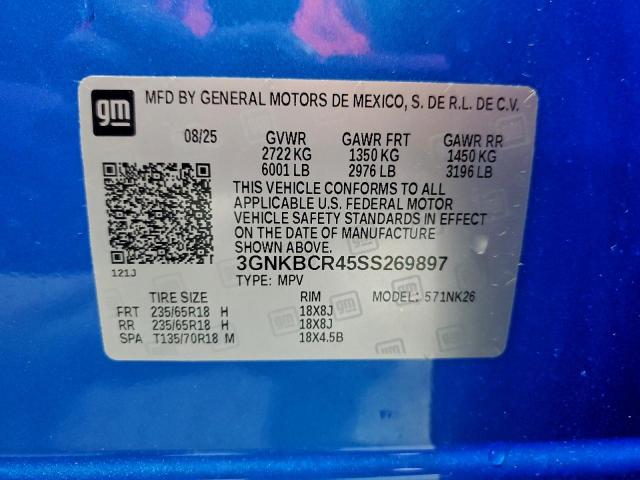 gm MFD BY GENERAL MOTORS DE MEXICO, S. DE R.L. DE C.V.
08/25 GVWR GAWR FRT GAWR RR
2722 KG 1350 KG 1450 KG
6001 LB 2976 LB 3196 LB
THIS VEHICLE CONFORMS TO ALL
APPLICABLE U.S. FEDERAL MOTOR
VEHICLE SAFETY STANDARDS IN EFFECT
ON THE DATE OF MANUFACTURE
SHOWN ABOVE.
121J 3GNKBCR45SS269897
TYPE: MPV
TIRE SIZE RIM MODEL: 571NK26
FRT 235/65R18 H 18X8J
RR 235/65R18 H 18X8J
SPA T135/70R18 M 18X4.5B